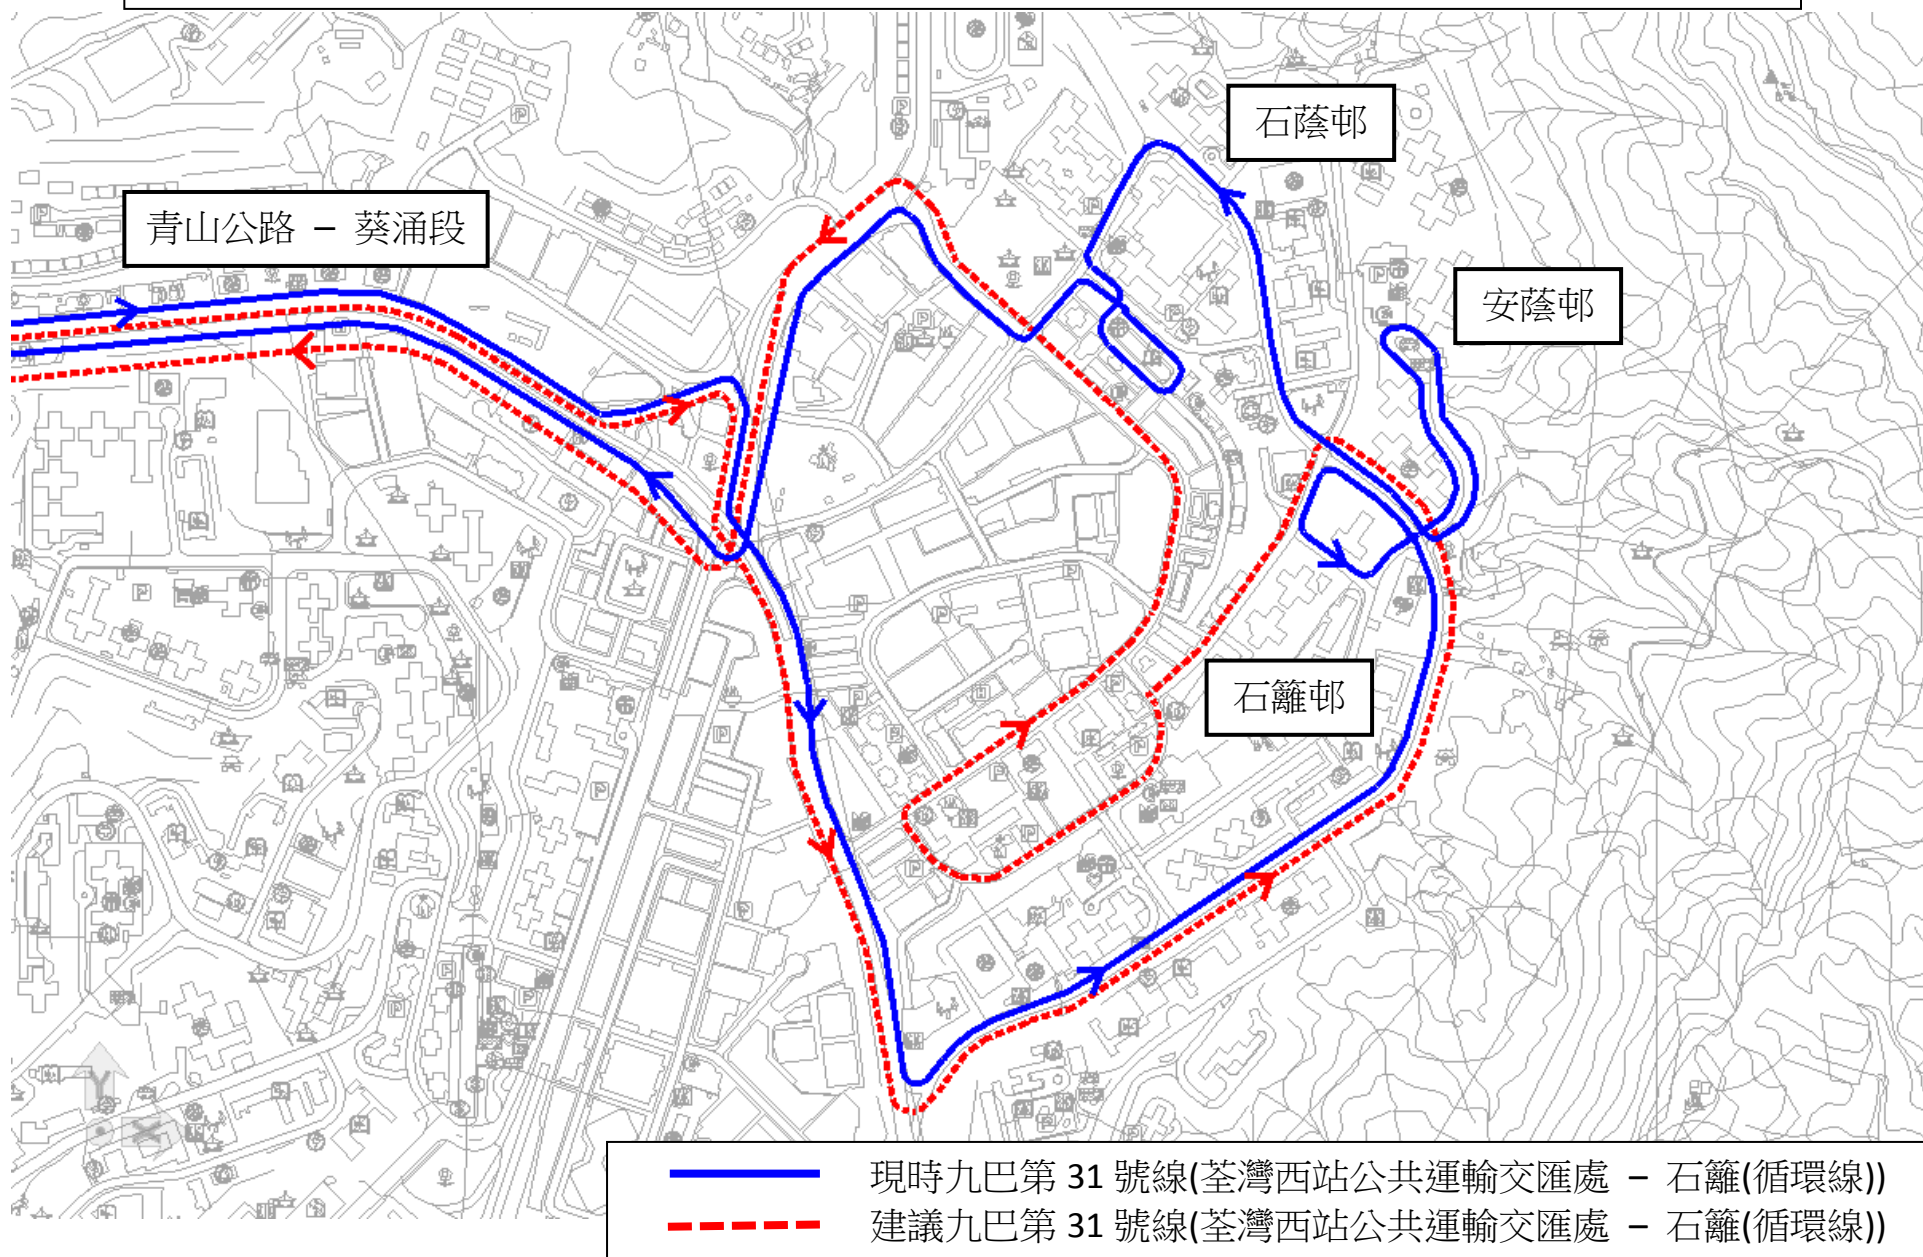 石蔭邨
青山公路 – 葵涌段
安蔭邨
石籬邨
現時九巴第 31 號線(荃灣西站公共運輸交匯處 – 石籬(循環線))
建議九巴第 31 號線(荃灣西站公共運輸交匯處 – 石籬(循環線))